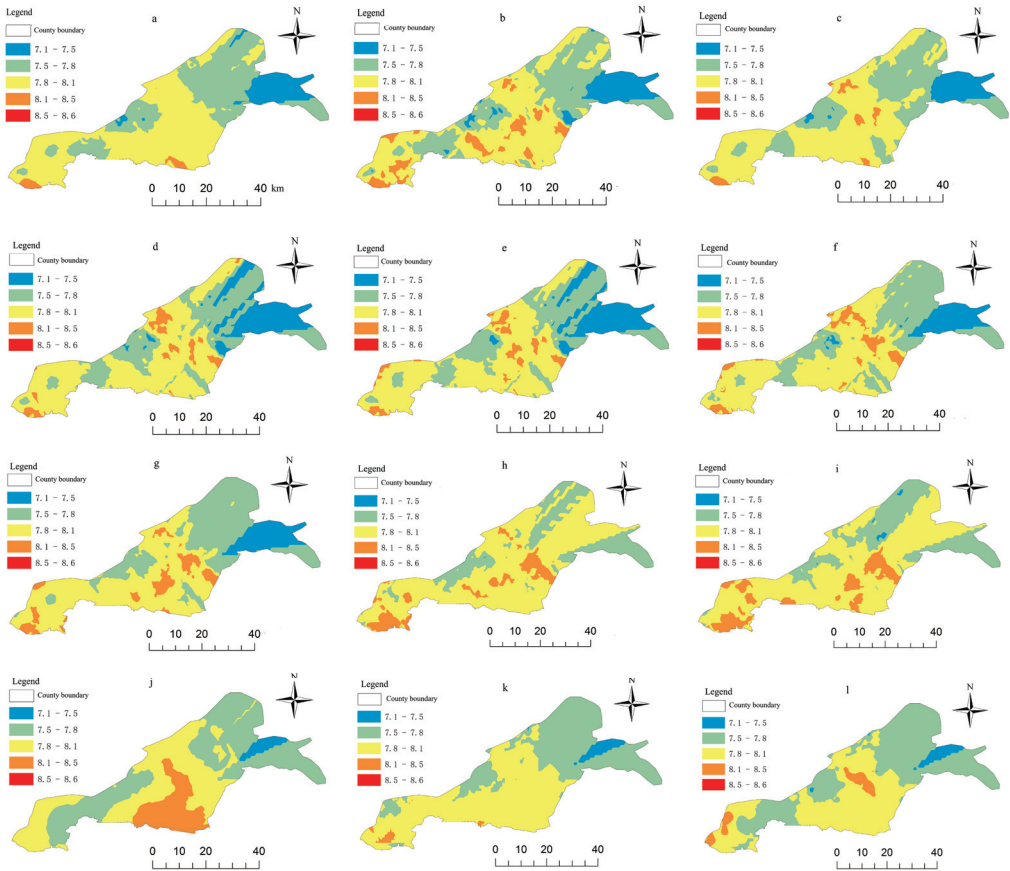 Legend
a
N
County boundary
7.1 - 7.5
7.5 - 7.8
7.8 - 8.1
8.1 - 8.5
8.5 - 8.6
0 10 20 40 km
Legend
b
N
County boundary
7.1 - 7.5
7.5 - 7.8
7.8 - 8.1
8.1 - 8.5
8.5 - 8.6
0 10 20 40
Legend
c
N
County boundary
7.1 - 7.5
7.5 - 7.8
7.8 - 8.1
8.1 - 8.5
8.5 - 8.6
0 10 20 40
Legend
d
N
County boundary
7.1 - 7.5
7.5 - 7.8
7.8 - 8.1
8.1 - 8.5
8.5 - 8.6
0 10 20 40
Legend
e
N
County boundary
7.1 - 7.5
7.5 - 7.8
7.8 - 8.1
8.1 - 8.5
8.5 - 8.6
0 10 20 40
Legend
f
N
County boundary
7.1 - 7.5
7.5 - 7.8
7.8 - 8.1
8.1 - 8.5
8.5 - 8.6
0 10 20 40
Legend
g
N
County boundary
7.1 - 7.5
7.5 - 7.8
7.8 - 8.1
8.1 - 8.5
8.5 - 8.6
0 10 20 40
Legend
h
N
County boundary
7.1 - 7.5
7.5 - 7.8
7.8 - 8.1
8.1 - 8.5
8.5 - 8.6
0 10 20 40
Legend
i
N
County boundary
7.1 - 7.5
7.5 - 7.8
7.8 - 8.1
8.1 - 8.5
8.5 - 8.6
0 10 20 40
Legend
j
N
County boundary
7.1 - 7.5
7.5 - 7.8
7.8 - 8.1
8.1 - 8.5
8.5 - 8.6
0 10 20 40
Legend
k
N
County boundary
7.1 - 7.5
7.5 - 7.8
7.8 - 8.1
8.1 - 8.5
8.5 - 8.6
0 10 20 40
Legend
l
N
County boundary
7.1 - 7.5
7.5 - 7.8
7.8 - 8.1
8.1 - 8.5
8.5 - 8.6
0 10 20 40